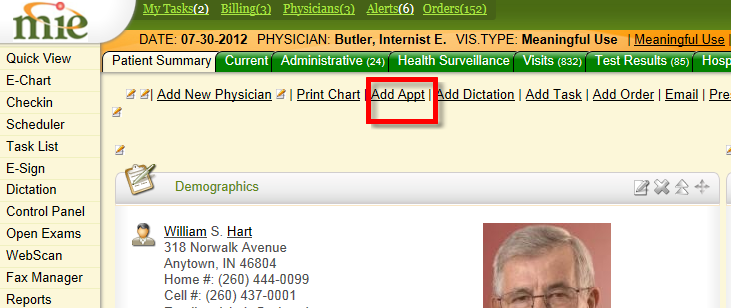 mie
My Tasks(2) Billing(3) Physicians(3) Alerts(6) Orders(152)
DATE: 07-30-2012 PHYSICIAN: Butler, Internist E. VIS.TYPE: Meaningful Use | Meaningful Use |
Patient Summary Current Administrative (24) Health Surveillance Visits (832) Test Results (85) Hosp
| Add New Physician | Print Chart | Add Appt | Add Dictation | Add Task | Add Order | Email | Pres
Quick View
E-Chart
Checkin
Scheduler
Task List
E-Sign
Dictation
Control Panel
Open Exams
WebScan
Fax Manager
Reports
Demographics
William S. Hart
318 Norwalk Avenue
Anytown, IN 46804
Home #: (260) 444-0099
Cell #: (260) 437-0001